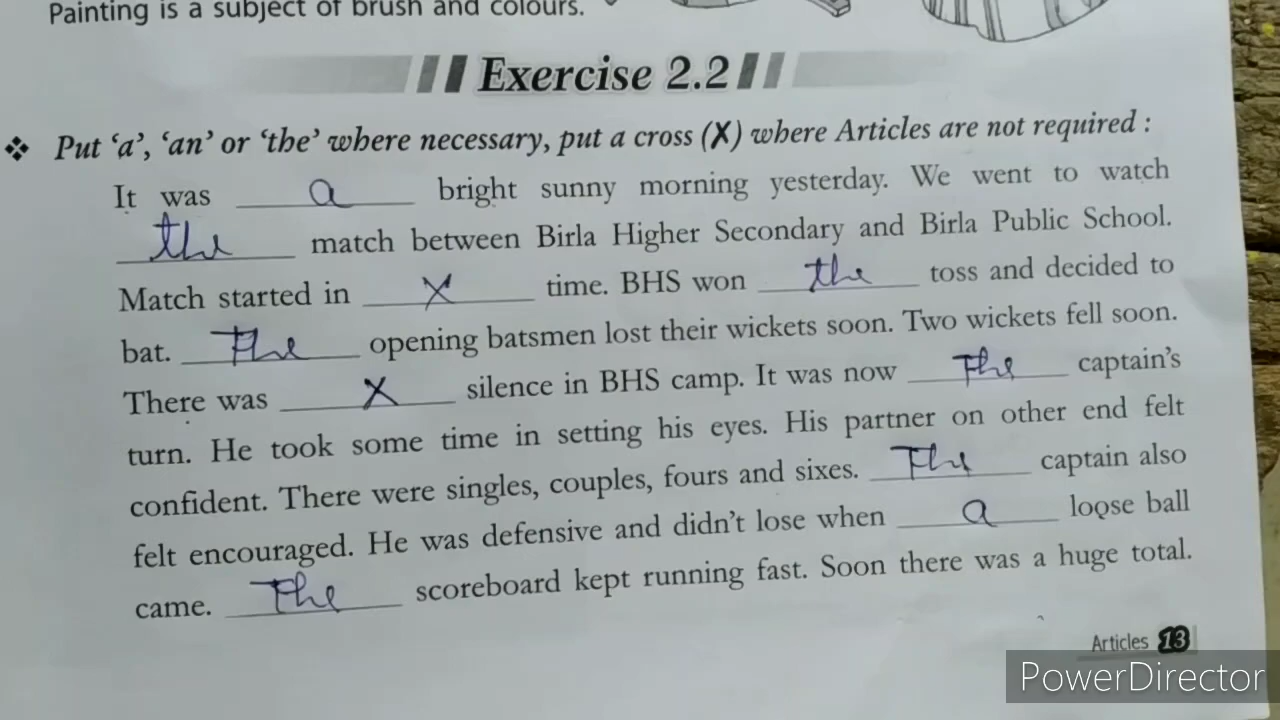 Painting is a subject of brush and colours.
Exercise 2.2
❖ Put 'a', 'an' or 'the' where necessary, put a cross (✗) where Articles are not required :
It was a bright sunny morning yesterday. We went to watch
the match between Birla Higher Secondary and Birla Public School.
Match started in X time. BHS won the toss and decided to
bat. The opening batsmen lost their wickets soon. Two wickets fell soon.
There was X silence in BHS camp. It was now The captain's
turn. He took some time in setting his eyes. His partner on other end felt
confident. There were singles, couples, fours and sixes. The captain also
felt encouraged. He was defensive and didn't lose when a loose ball
came. The scoreboard kept running fast. Soon there was a huge total.
Articles 13
PowerDirector